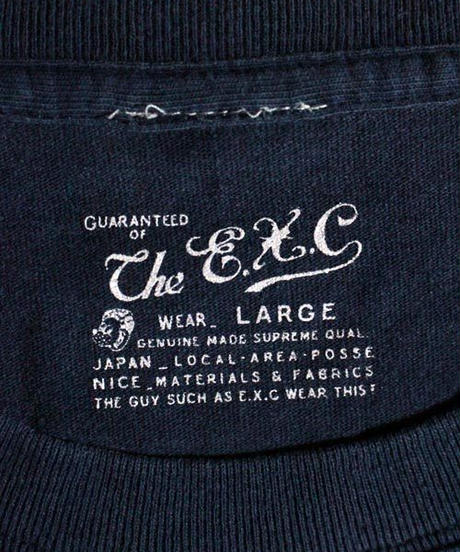 GUARANTEED
OF
The E.X.C
WEAR_ LARGE
GENUINE MADE SUPREME QUAL.
JAPAN_LOCAL-AREA-POSSE
NICE_MATERIALS & FABRICS
THE GUY SUCH AS E.X.C WEAR THIS